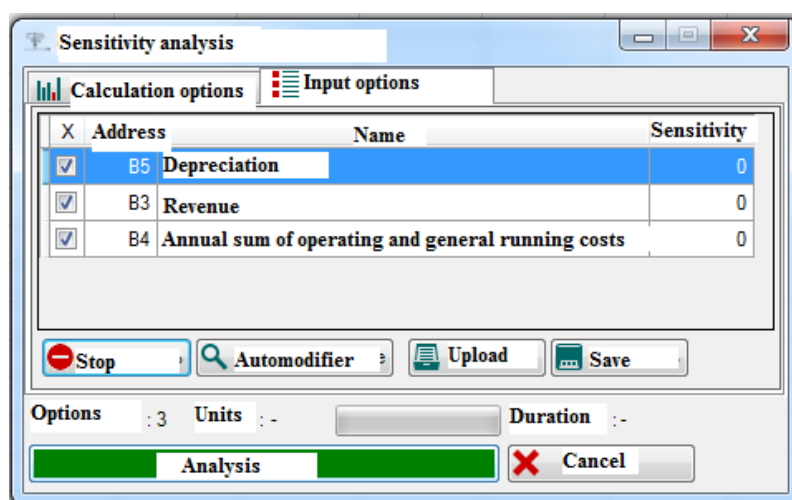 Sensitivity analysis
Calculation options Input options
X Address Name Sensitivity
B5 Depreciation 0
B3 Revenue 0
B4 Annual sum of operating and general running costs 0
Stop Automodifier Upload Save
Options : 3 Units : - Duration : -
Analysis Cancel